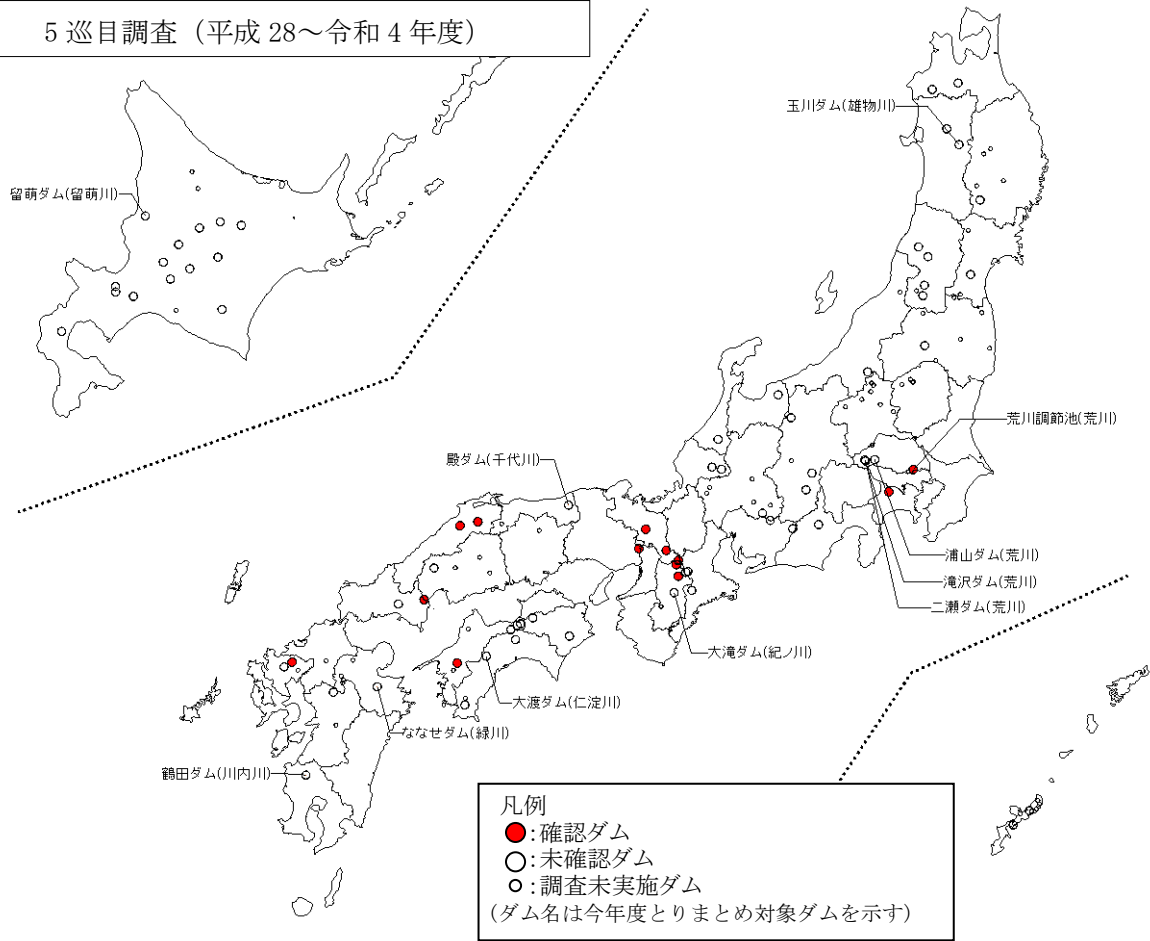 5巡目調査（平成28～令和4年度）
玉川ダム(雄物川)
留萌ダム(留萌川)
荒川調節池(荒川)
殿ダム(千代川)
浦山ダム(荒川)
滝沢ダム(荒川)
二瀬ダム(荒川)
大滝ダム(紀ノ川)
大渡ダム(仁淀川)
ななせダム(緑川)
鶴田ダム(川内川)
凡例
:確認ダム
:未確認ダム
:調査未実施ダム
(ダム名は今年度とりまとめ対象ダムを示す)